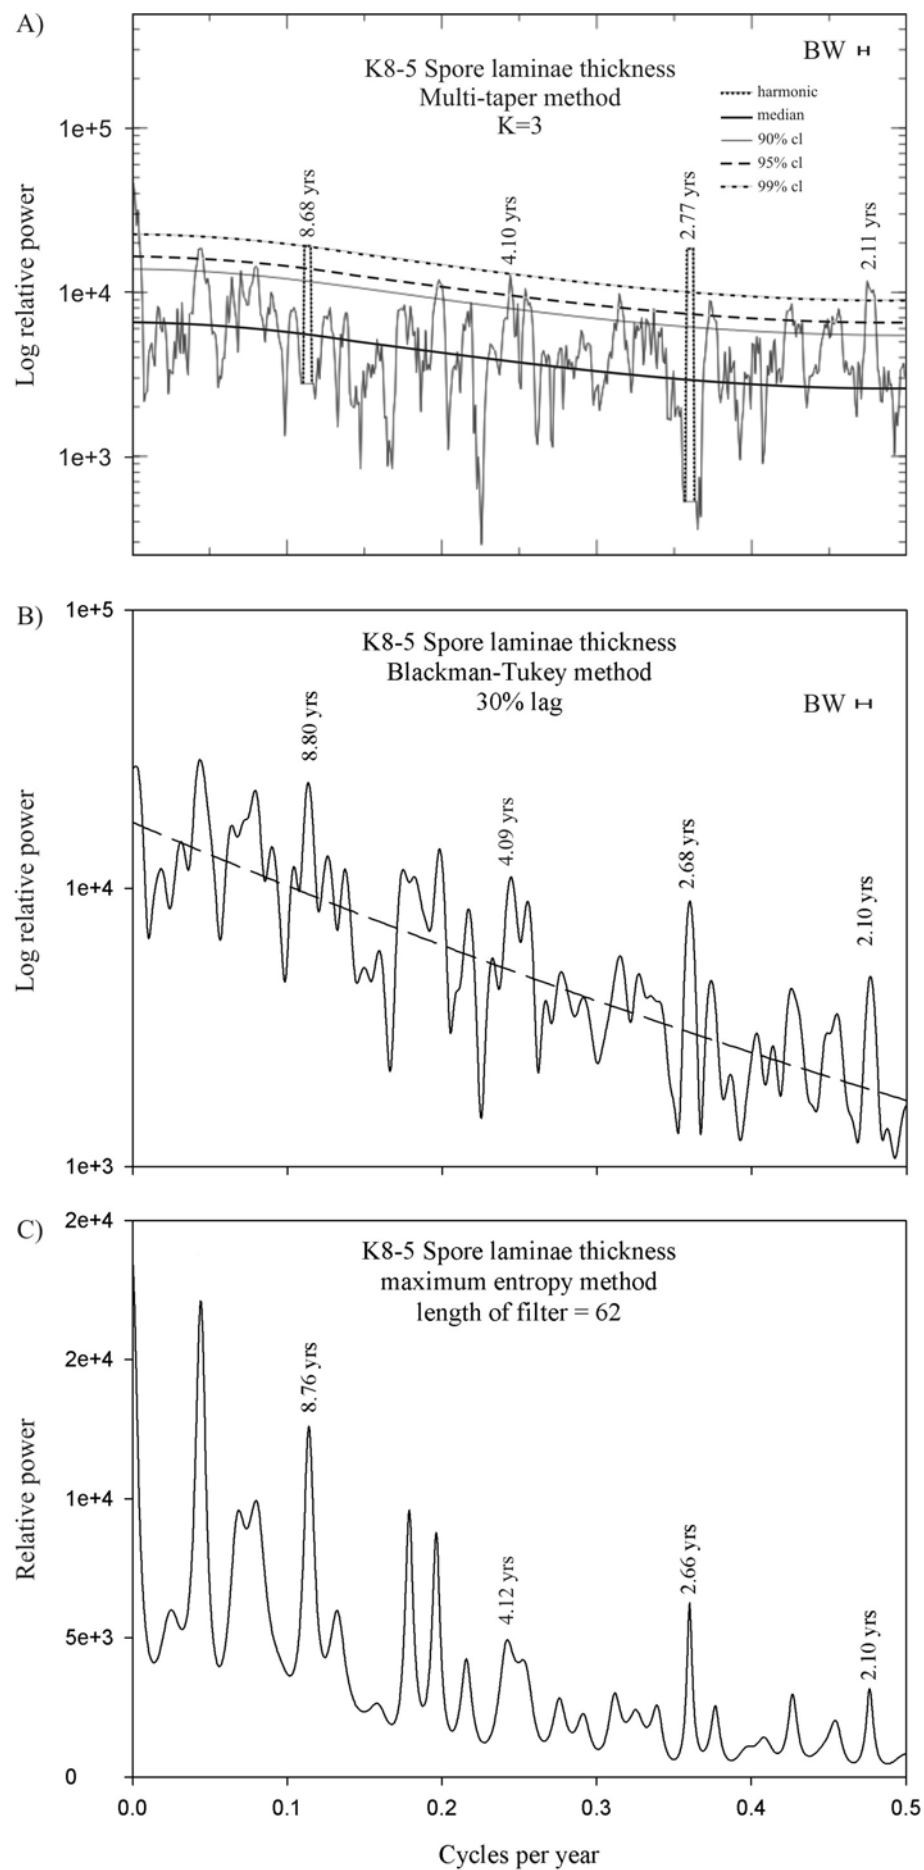 A)
K8-5 Spore laminae thickness
Multi-taper method
K=3
BW
harmonic
median
90% cl
95% cl
99% cl
Log relative power
1e+5
1e+4
1e+3
8.68 yrs
4.10 yrs
2.77 yrs
2.11 yrs
B)
K8-5 Spore laminae thickness
Blackman-Tukey method
30% lag
BW
Log relative power
1e+5
1e+4
1e+3
8.80 yrs
4.09 yrs
2.68 yrs
2.10 yrs
C)
K8-5 Spore laminae thickness
maximum entropy method
length of filter = 62
Relative power
2e+4
2e+4
1e+4
5e+3
0
8.76 yrs
4.12 yrs
2.66 yrs
2.10 yrs
0.0 0.1 0.2 0.3 0.4 0.5
Cycles per year